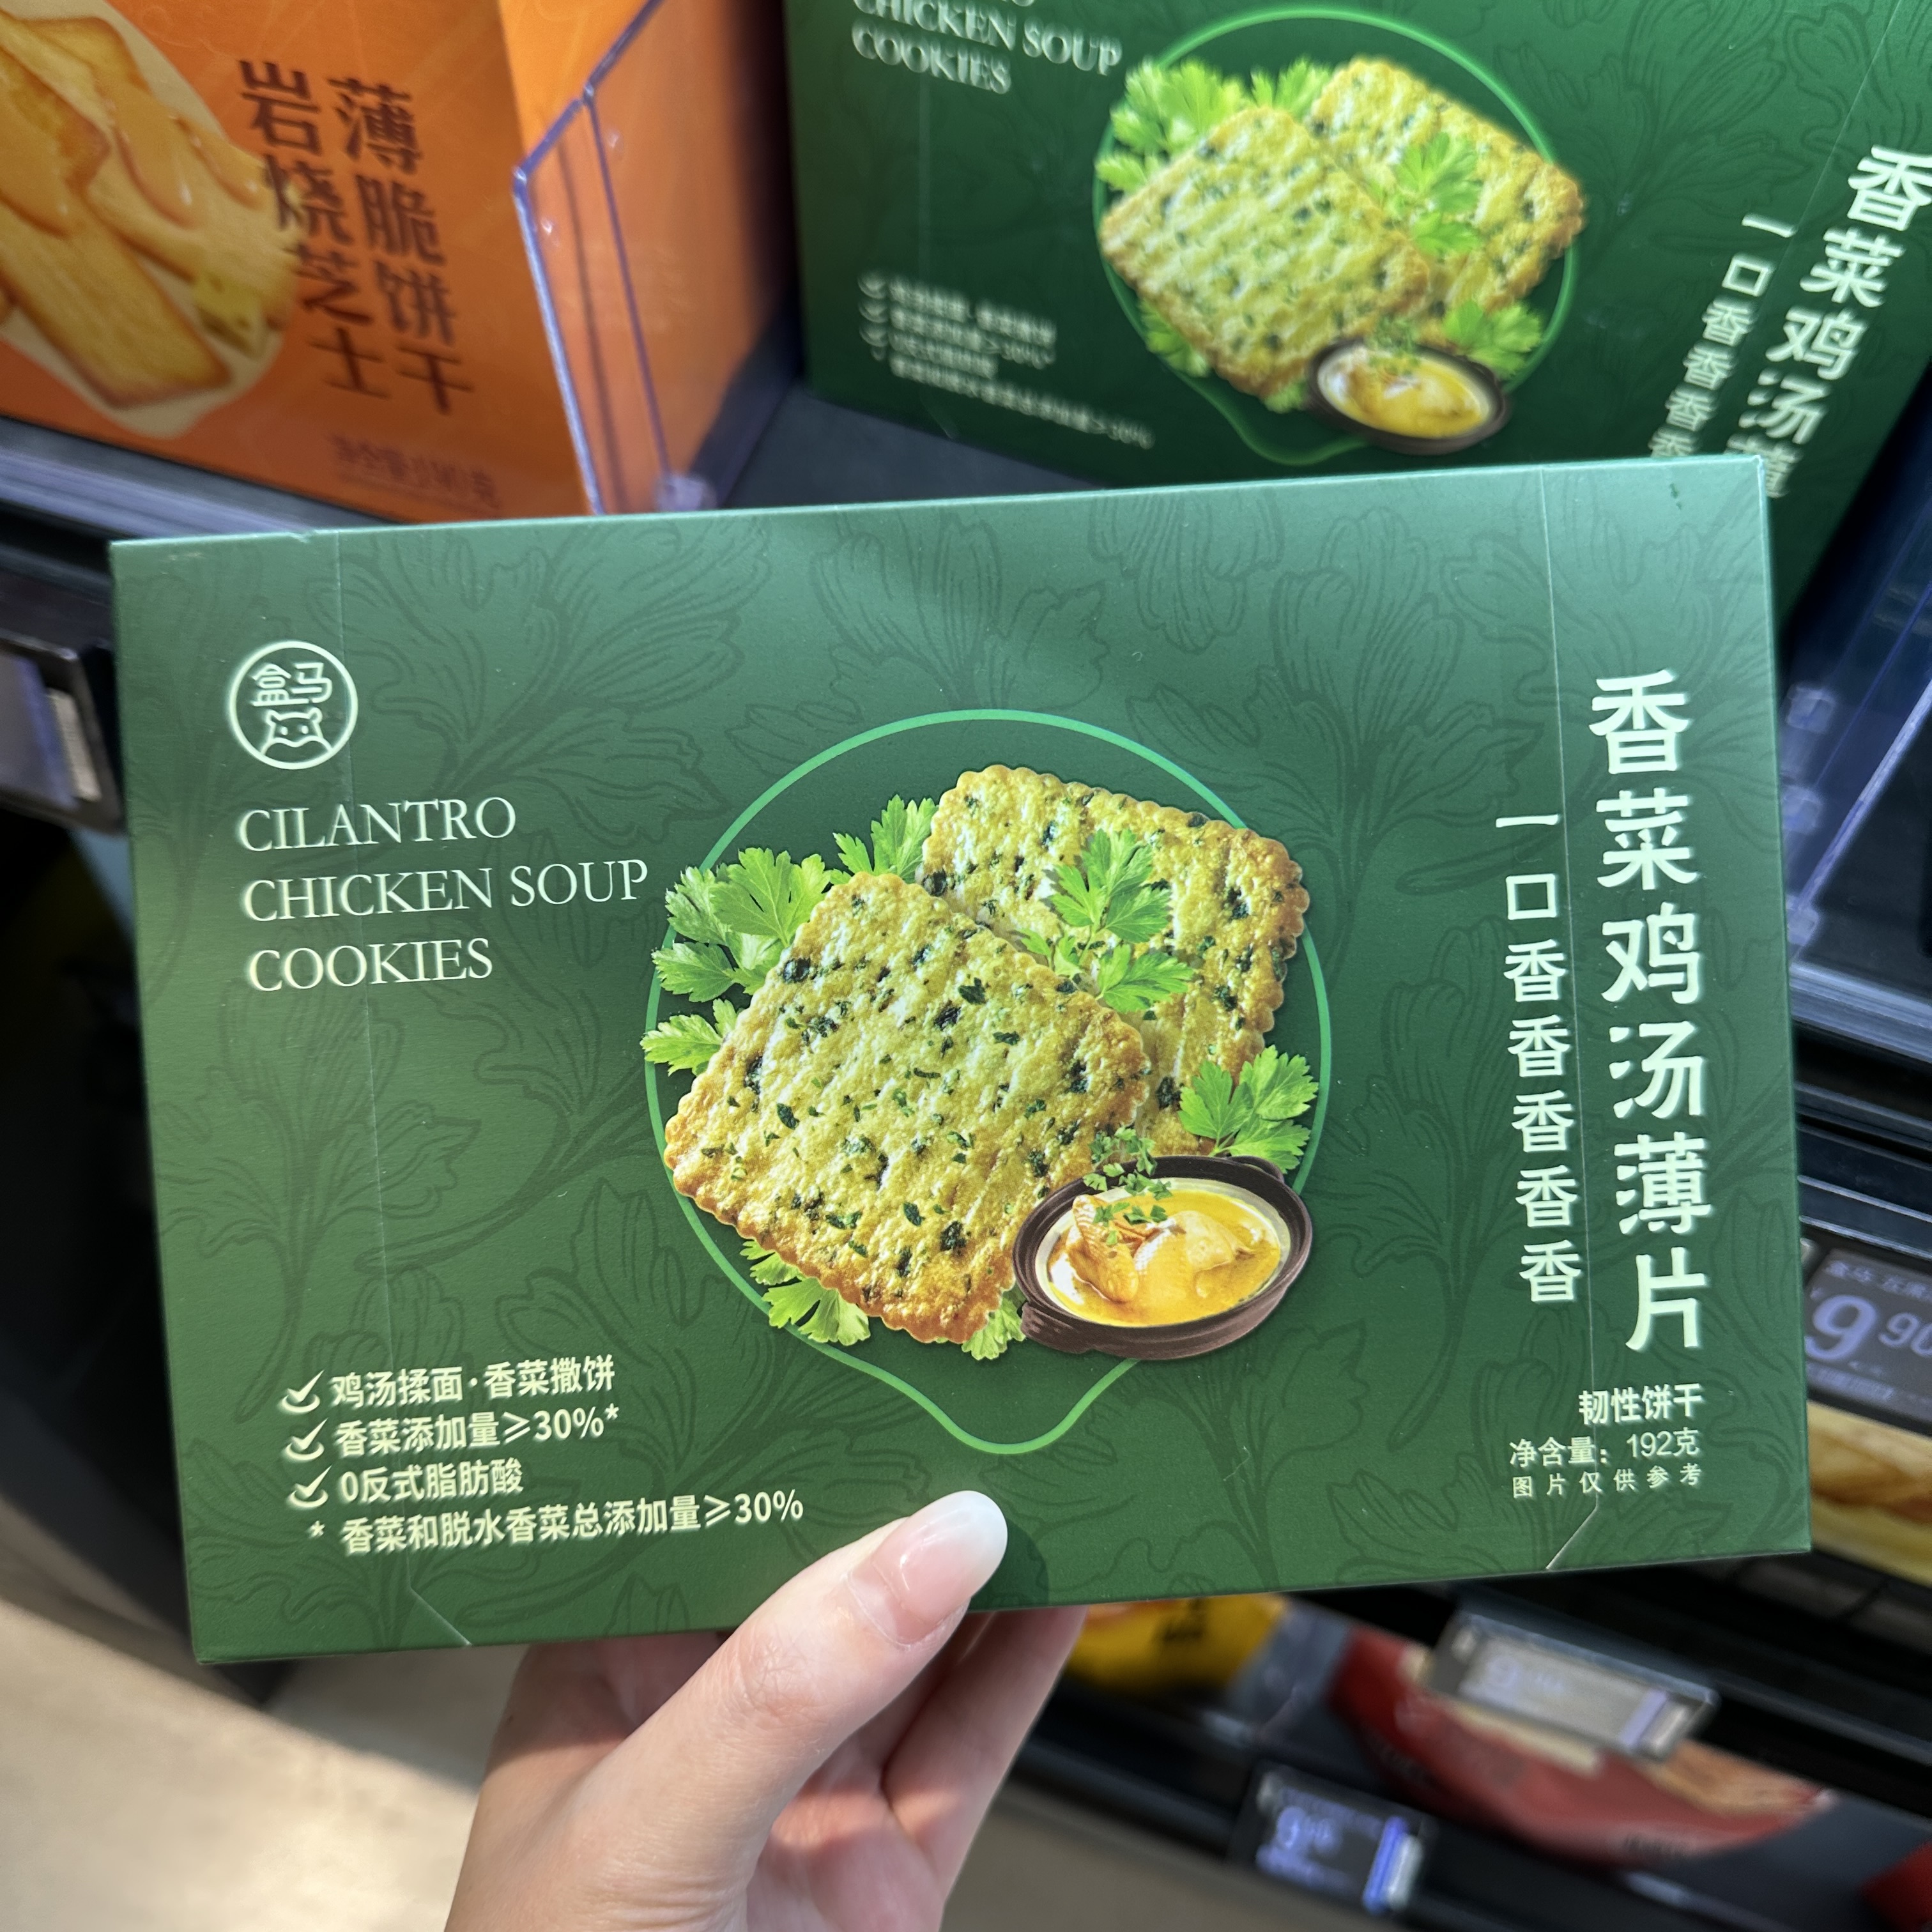 薄脆饼干
岩烧芝士
CHICKEN SOUP
COOKIES
香菜鸡汤薄
一口香香香香
盒马
CILANTRO
CHICKEN SOUP
COOKIES
香菜鸡汤薄片
一口香香香香香
鸡汤揉面·香菜撒饼
香菜添加量≥30%*
0反式脂肪酸
* 香菜和脱水香菜总添加量≥30%
韧性饼干
净含量：192克
图片仅供参考
9.90